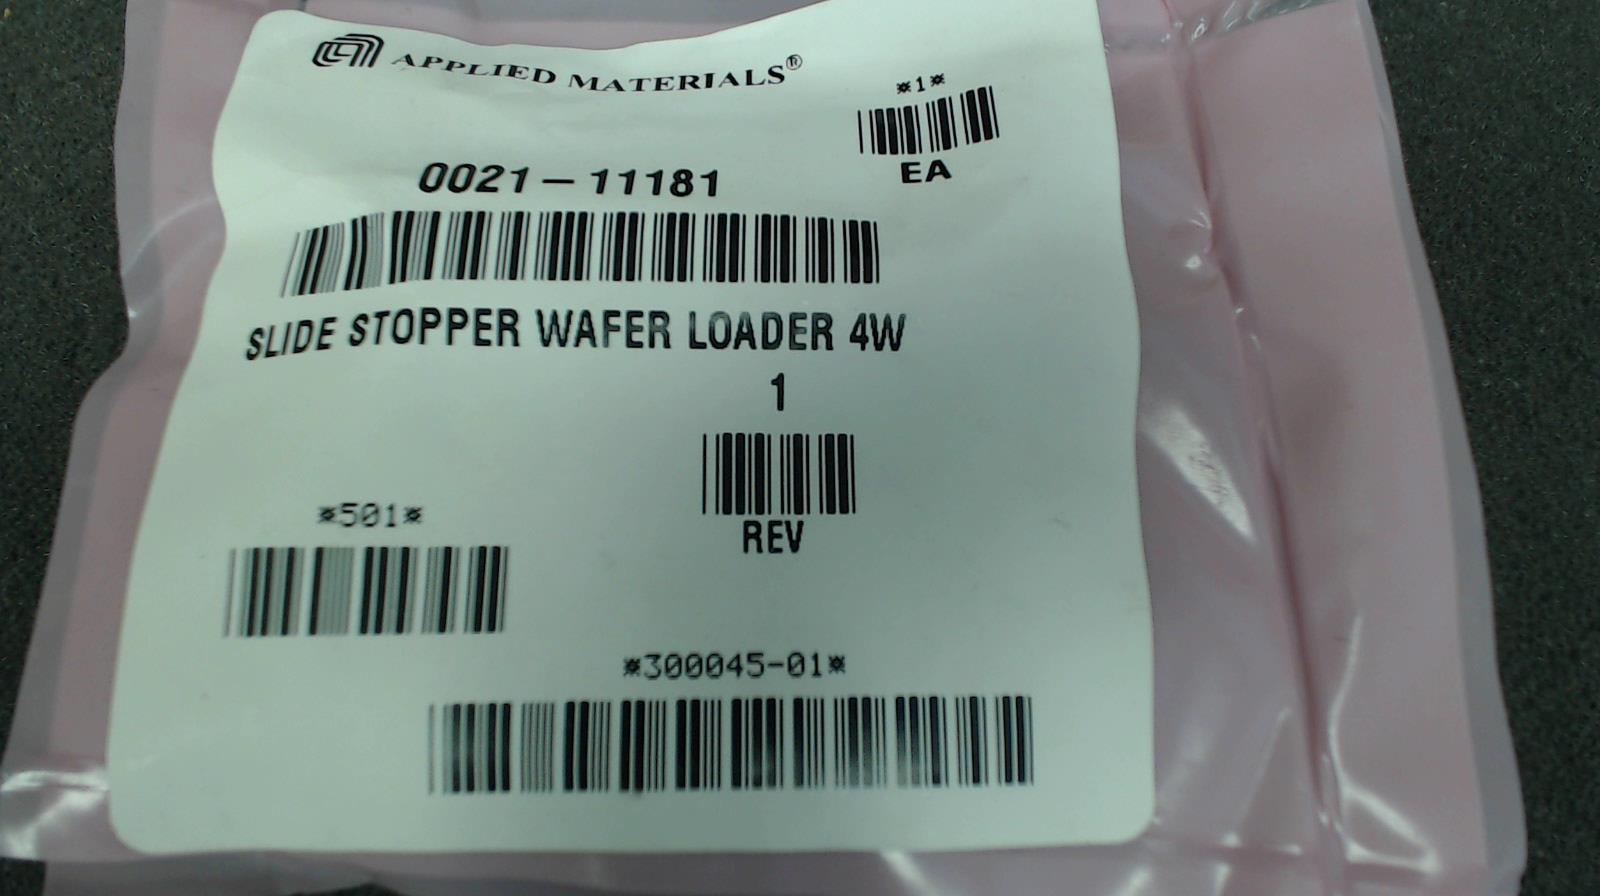 APPLIED MATERIALS®
*1*
EA
0021-11181
SLIDE STOPPER WAFER LOADER 4W
1
REV
*501*
*300045-01*